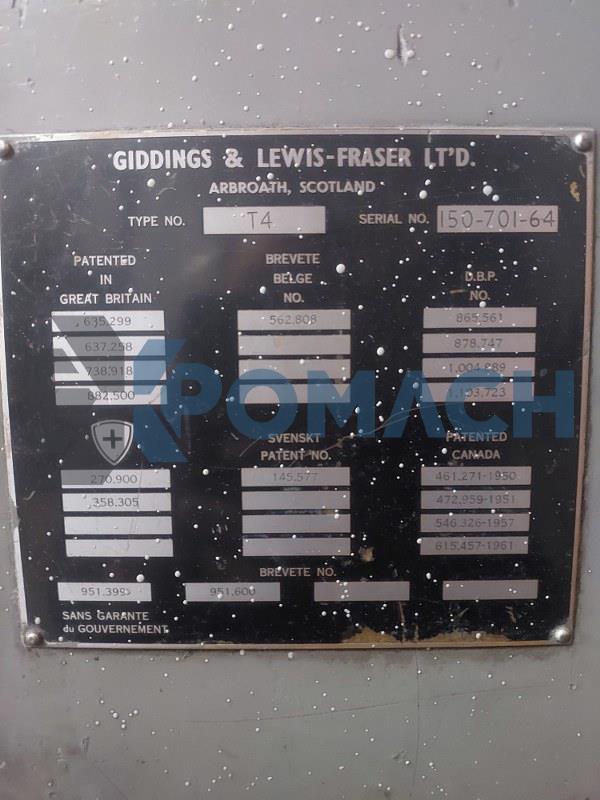 GIDDINGS & LEWIS-FRASER LT'D.
ARBROATH, SCOTLAND
TYPE NO. T4 SERIAL NO. 150-701-64
PATENTED
IN
GREAT BRITAIN
635.299
637.258
738.918
882.500
BREVETE
BELGE
NO.
562.808
D.B.P.
NO.
865.561
878.747
1.004.889
1.193.723
270.900
358.305
SVENSKT
PATENT NO.
145.577
PATENTED
CANADA
461.271-1950
472.959-1951
546.326-1957
615.457-1961
BREVETE NO.
951.399 951.600
SANS GARANTE
du GOUVERNEMENT
POMACH